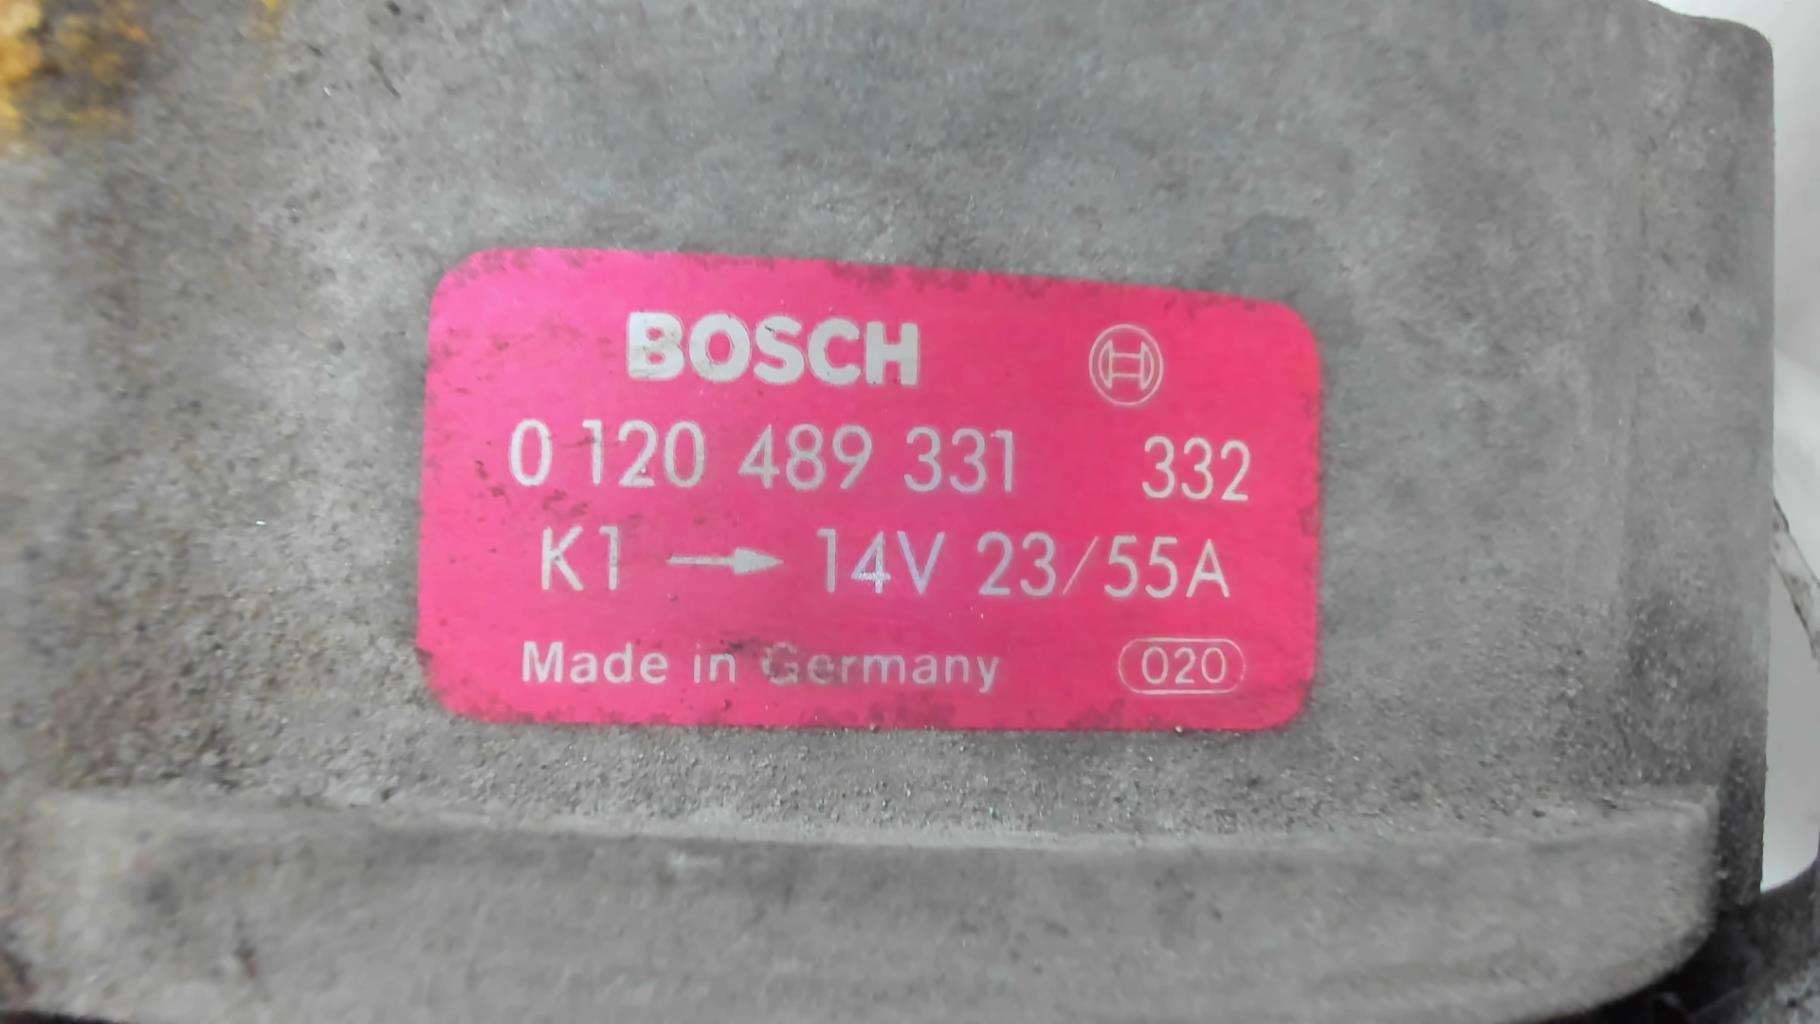 BOSCH
0 120 489 331 332
K1 → 14V 23/55A
Made in Germany 020